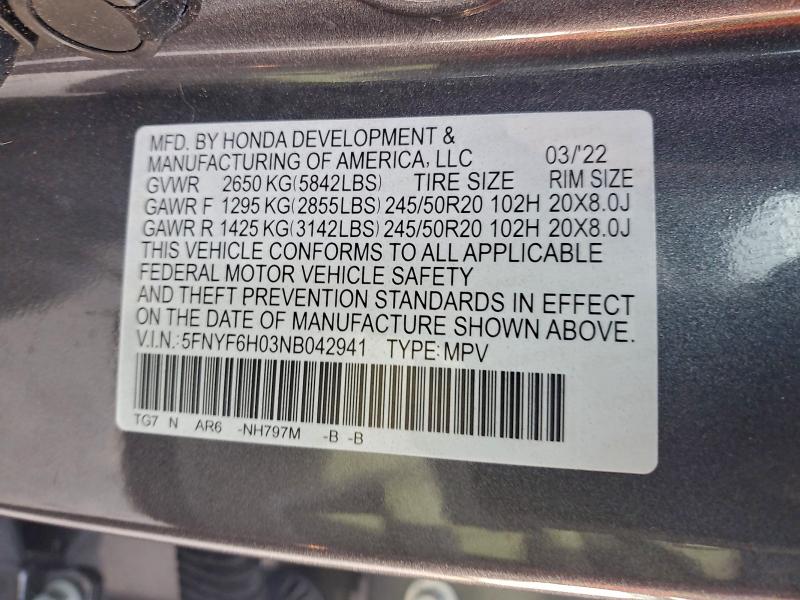 MFD. BY HONDA DEVELOPMENT &
MANUFACTURING OF AMERICA, LLC 03/'22
GVWR 2650 KG(5842LBS) TIRE SIZE RIM SIZE
GAWR F 1295 KG(2855LBS) 245/50R20 102H 20X8.0J
GAWR R 1425 KG(3142LBS) 245/50R20 102H 20X8.0J
THIS VEHICLE CONFORMS TO ALL APPLICABLE
FEDERAL MOTOR VEHICLE SAFETY
AND THEFT PREVENTION STANDARDS IN EFFECT
ON THE DATE OF MANUFACTURE SHOWN ABOVE.
V.I.N.: 5FNYF6H03NB042941 TYPE: MPV
TG7 N AR6 -NH797M -B -B